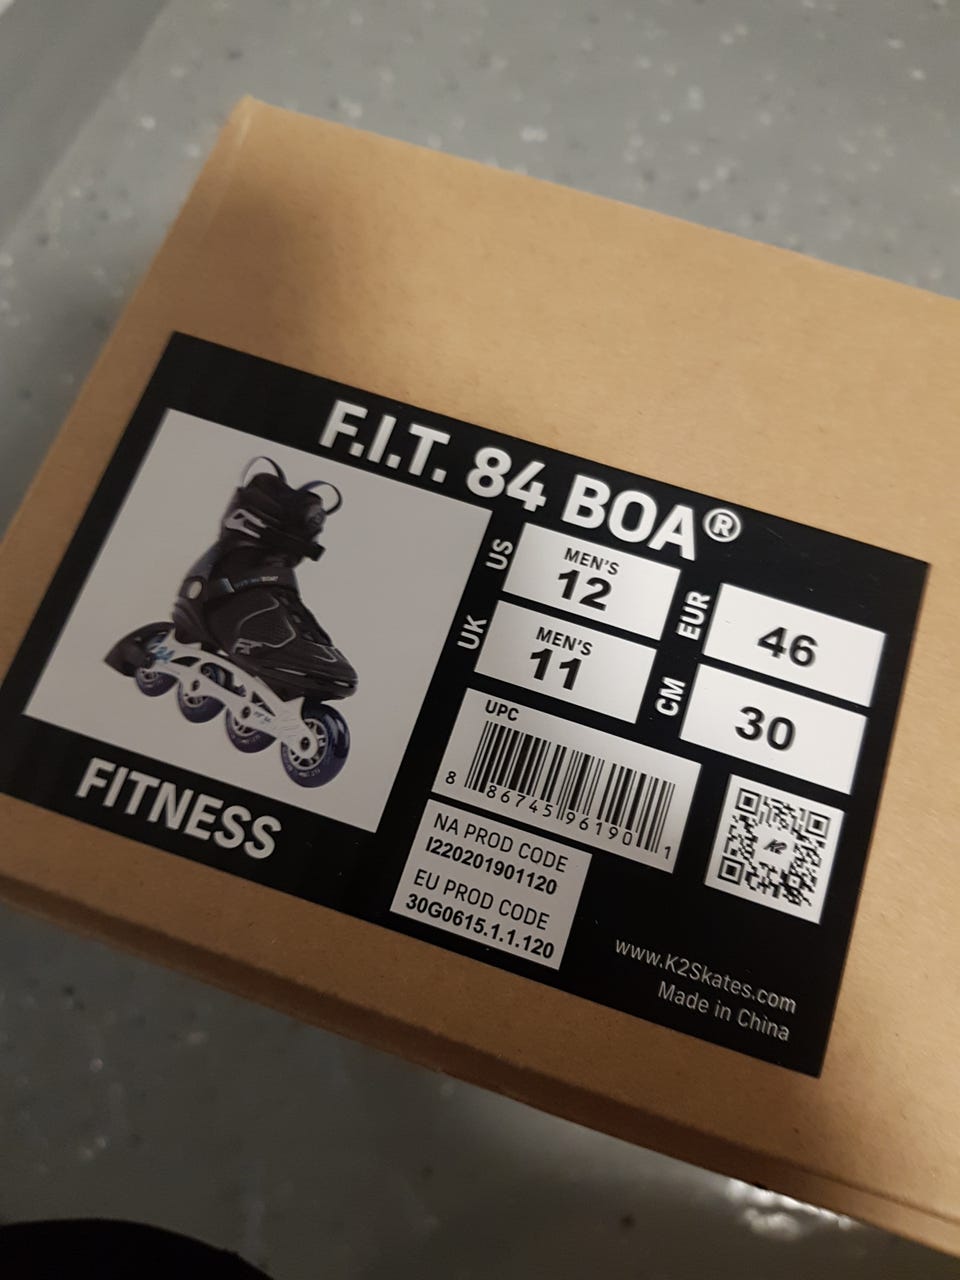 F.I.T. 84 BOA®
US
MEN'S
12
EUR
46
UK
MEN'S
11
CM
30
UPC
8 86745 96190 1
NA PROD CODE
I220201901120
EU PROD CODE
30G0615.1.1.120
K2
FITNESS
www.K2Skates.com
Made in China